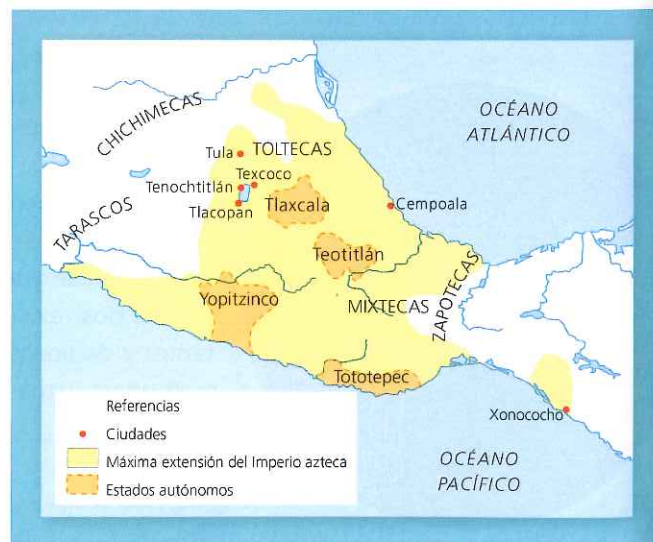 OCÉANO
ATLÁNTICO
CHICHIMECAS
Tula
TOLTECAS
Texcoco
Tenochtitlán
Tlacopan
Tlaxcala
Cempoala
TARASCOS
Teotitlán
Yopitzinco
MIXTECAS
ZAPOTECAS
Tototepec
Xonococho
Referencias
Ciudades
Máxima extensión del Imperio azteca
Estados autónomos
OCÉANO
PACÍFICO